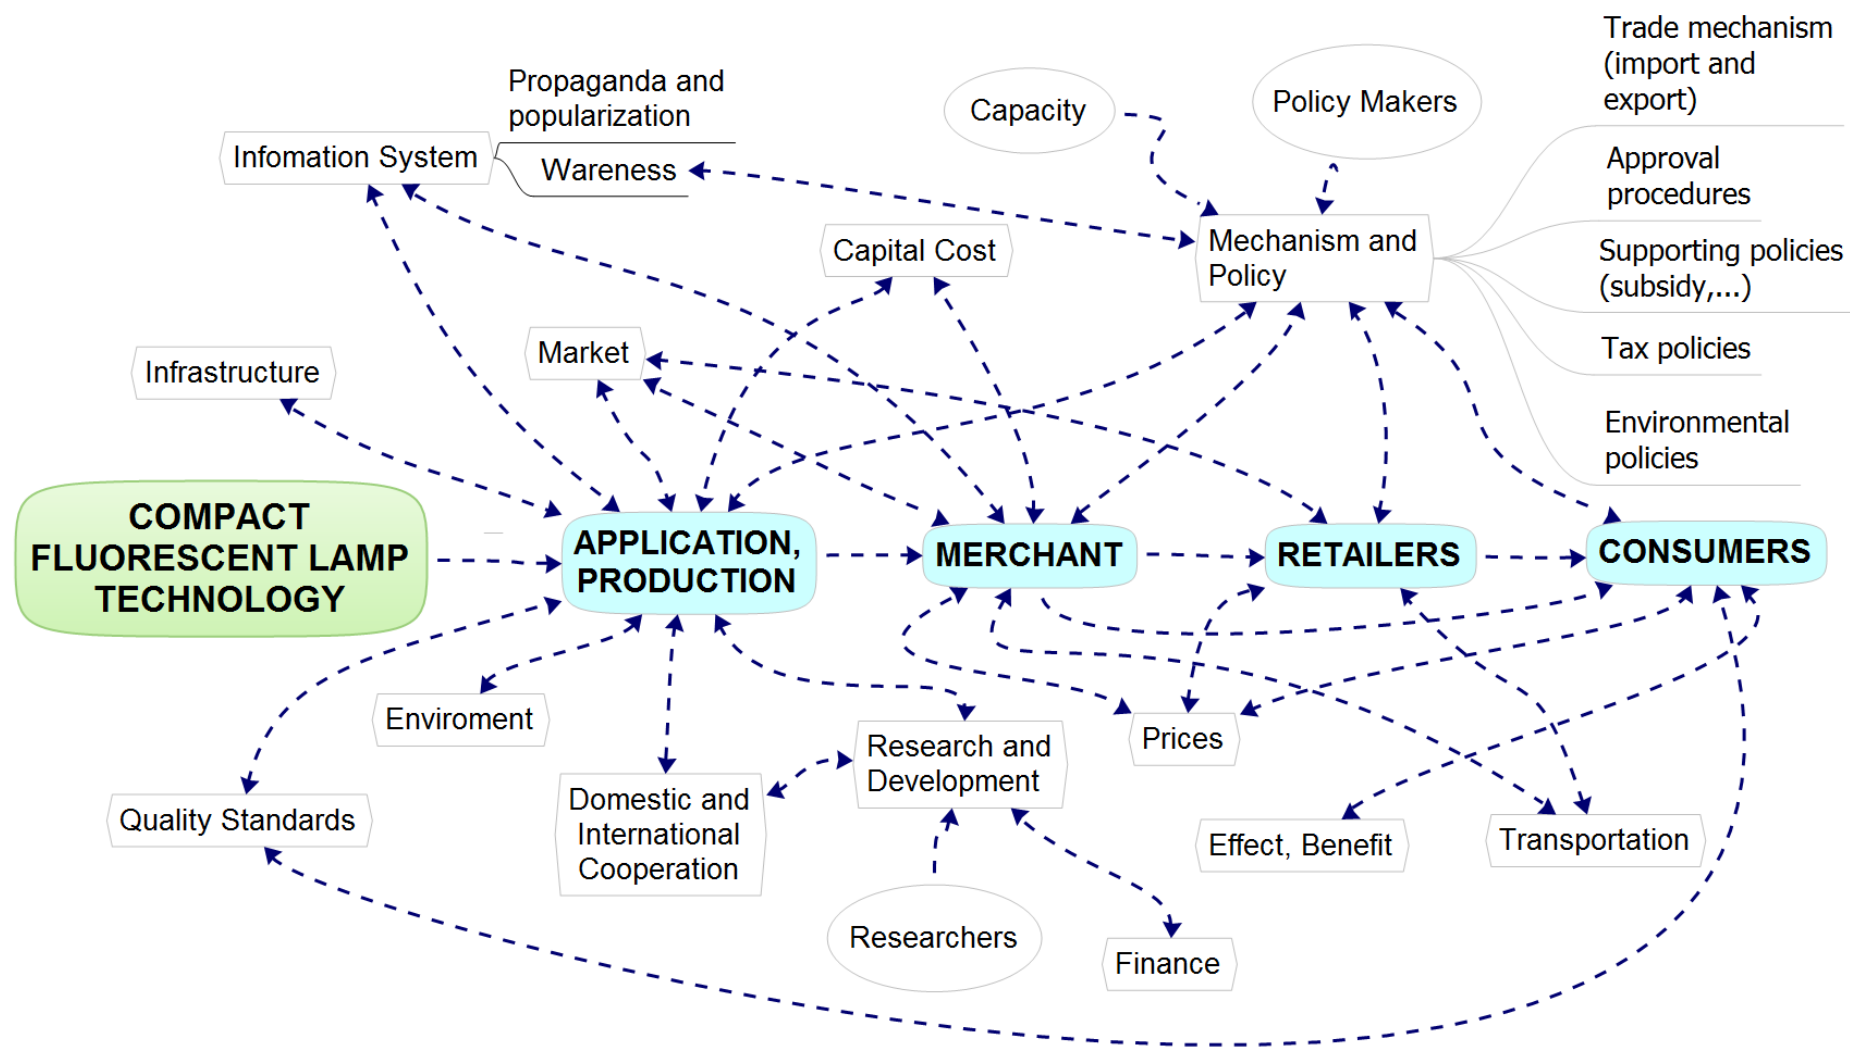 Trade mechanism
(import and
export)
Propaganda and
popularization
Capacity
Policy Makers
Infomation System
Wareness
Approval
procedures
Capital Cost
Mechanism and
Policy
Supporting policies
(subsidy,...)
Market
Infrastructure
Tax policies
Environmental
policies
COMPACT
FLUORESCENT LAMP
TECHNOLOGY
APPLICATION,
PRODUCTION
MERCHANT
RETAILERS
CONSUMERS
Enviroment
Research and
Development
Prices
Quality Standards
Domestic and
International
Cooperation
Effect, Benefit
Transportation
Researchers
Finance